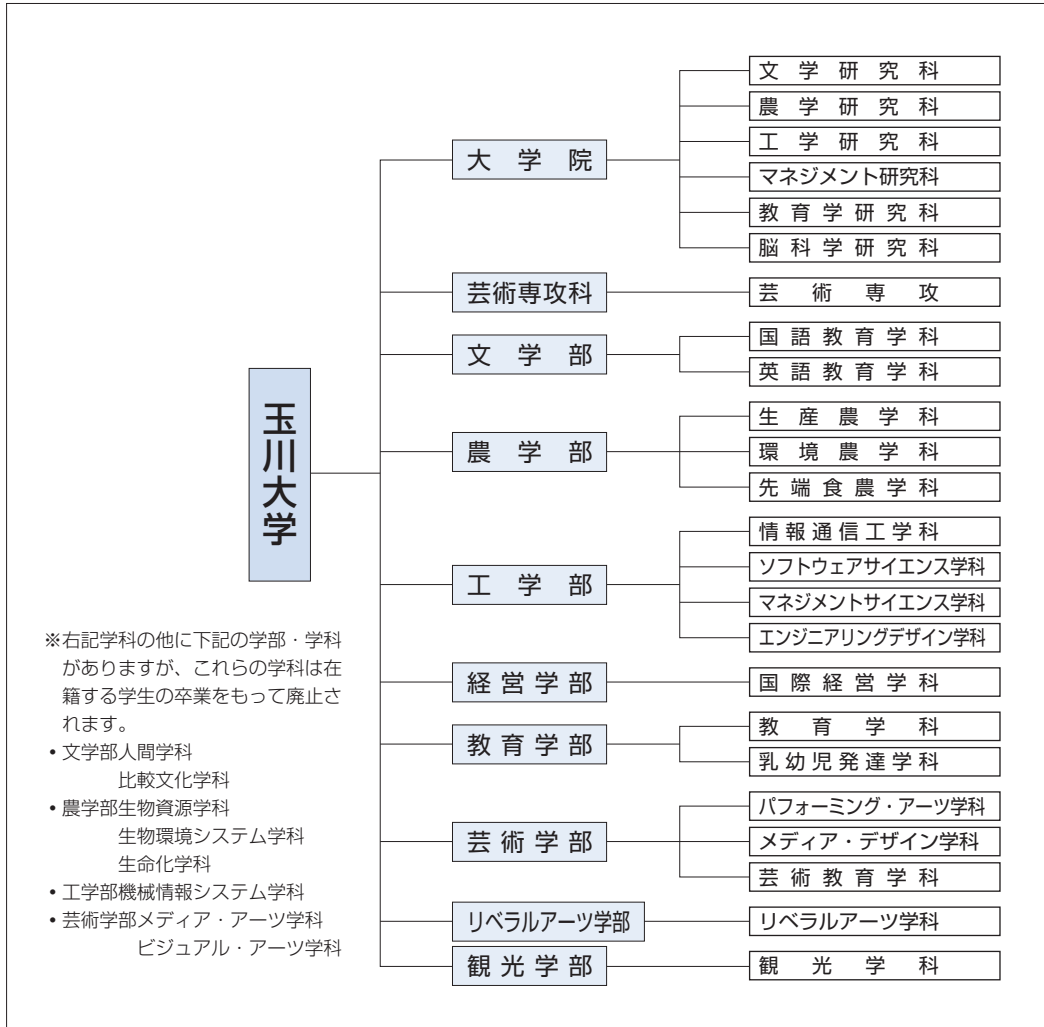 玉川大学
大学院
文学研究科
農学研究科
工学研究科
マネジメント研究科
教育学研究科
脳科学研究科
芸術専攻科
芸術専攻
文学部
国語教育学科
英語教育学科
農学部
生産農学科
環境農学科
先端食農学科
工学部
情報通信工学科
ソフトウェアサイエンス学科
マネジメントサイエンス学科
エンジニアリングデザイン学科
経営学部
国際経営学科
教育学部
教育学科
乳幼児発達学科
芸術学部
パフォーミング・アーツ学科
メディア・デザイン学科
芸術教育学科
リベラルアーツ学部
リベラルアーツ学科
観光学部
観光学科
※右記学科の他に下記の学部・学科
がありますが、これらの学科は在
籍する学生の卒業をもって廃止さ
れます。
•文学部人間学科
比較文化学科
•農学部生物資源学科
生物環境システム学科
生命化学科
•工学部機械情報システム学科
•芸術学部メディア・アーツ学科
ビジュアル・アーツ学科